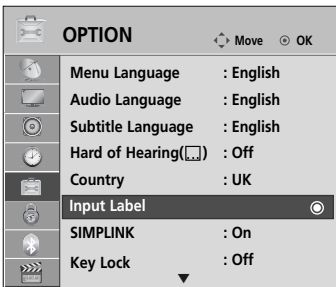 OPTION Move OK
Menu Language : English
Audio Language : English
Subtitle Language : English
Hard of Hearing( ) : Off
Country : UK
Input Label
SIMPLINK : On
Key Lock : Off